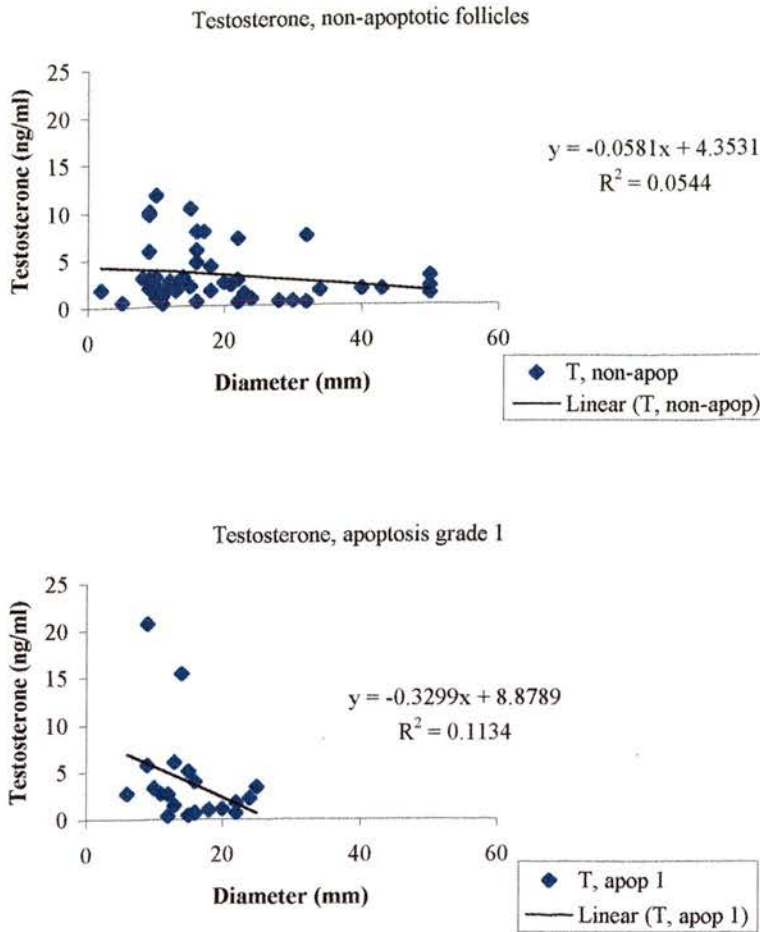 Testosterone, non-apoptotic follicles
Testosterone (ng/ml)
25
20
15
10
5
0
y = -0.0581x + 4.3531
R² = 0.0544
0 20 40 60
Diameter (mm)
T, non-apop
Linear (T, non-apop)
Testosterone, apoptosis grade 1
Testosterone (ng/ml)
25
20
15
10
5
0
y = -0.3299x + 8.8789
R² = 0.1134
0 20 40 60
Diameter (mm)
T, apop 1
Linear (T, apop 1)